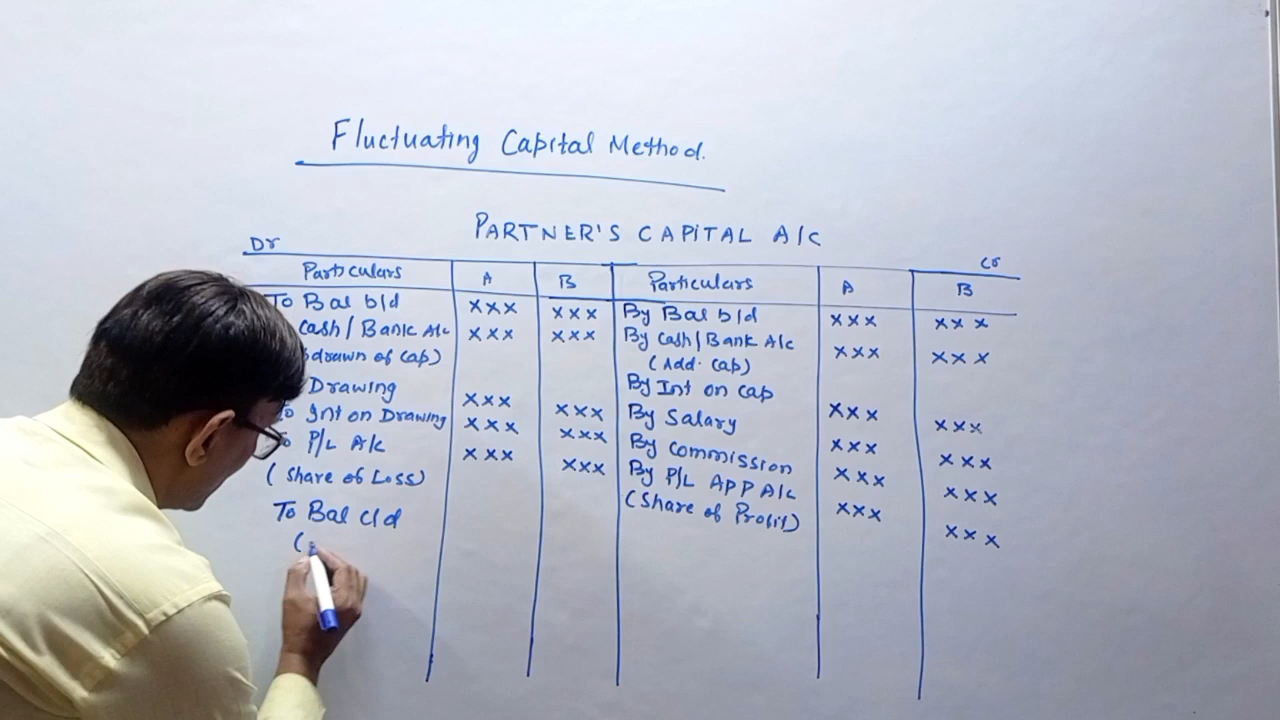 Fluctuating Capital Method.
PARTNER'S CAPITAL A/c
Dr
Cr
Particulars A B Particulars A B
To Bal b/d xxx xxx By Bal b/d xxx xxx
Cash/Bank A/c xxx xxx By Cash/Bank A/c xxx xxx
drawn of Cap) (Add. Cap)
Drawing xxx xxx By Int on Cap xxx xxx
To Int on Drawing xxx xxx By Salary xxx xxx
To P/L A/c xxx xxx By Commission xxx xxx
(Share of Loss) By P/L APP A/c xxx xxx
To Bal c/d (Share of Profit)
(